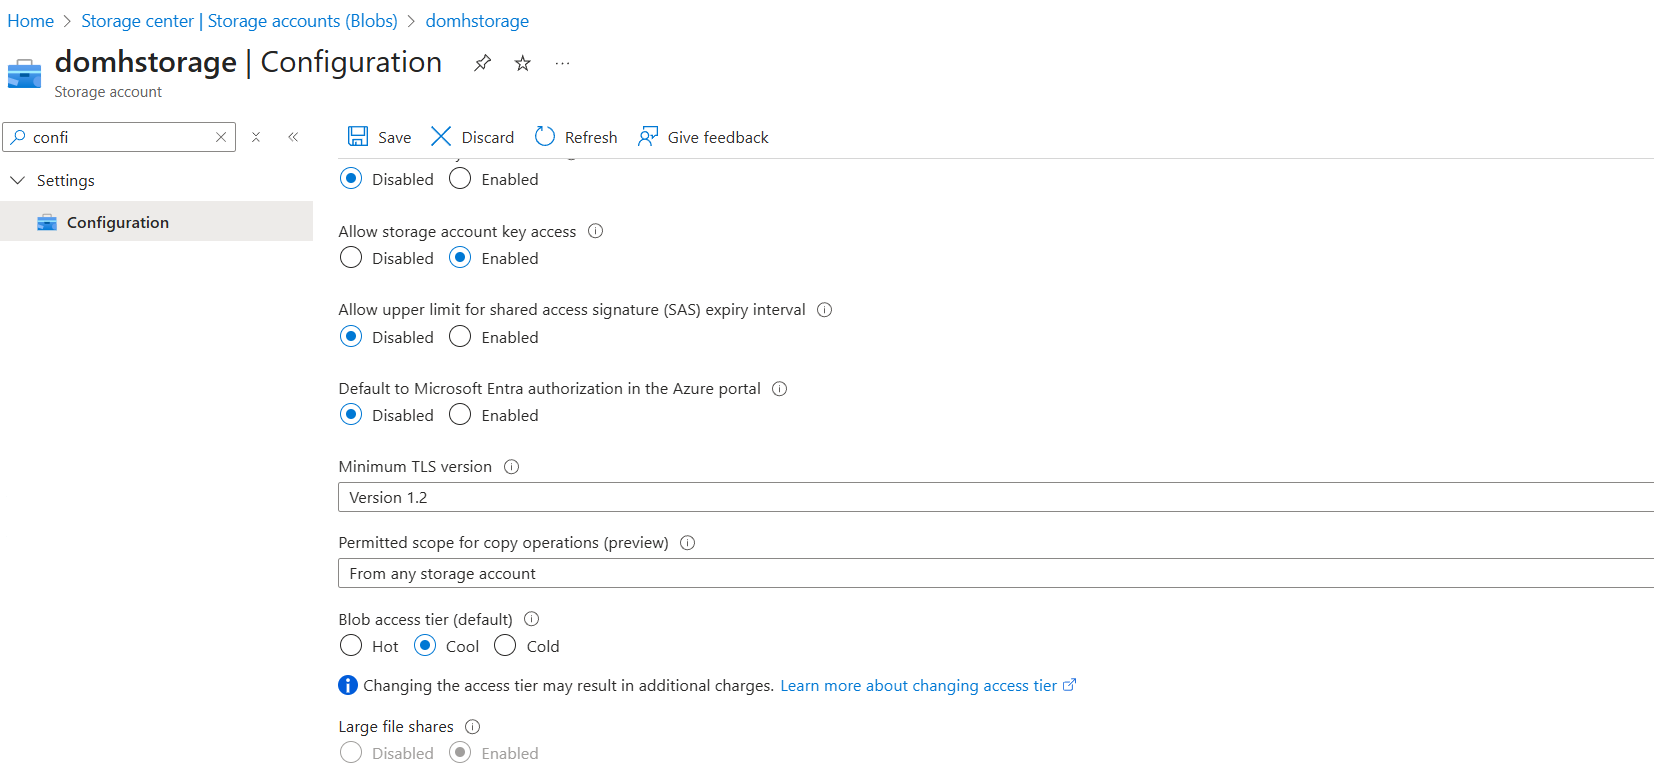 Home > Storage center | Storage accounts (Blobs) > domhstorage
domhstorage | Configuration
Storage account
confi
Save Discard Refresh Give feedback
Settings
Configuration
Disabled Enabled
Allow storage account key access
Disabled Enabled
Allow upper limit for shared access signature (SAS) expiry interval
Disabled Enabled
Default to Microsoft Entra authorization in the Azure portal
Disabled Enabled
Minimum TLS version
Version 1.2
Permitted scope for copy operations (preview)
From any storage account
Blob access tier (default)
Hot Cool Cold
Changing the access tier may result in additional charges. Learn more about changing access tier
Large file shares
Disabled Enabled